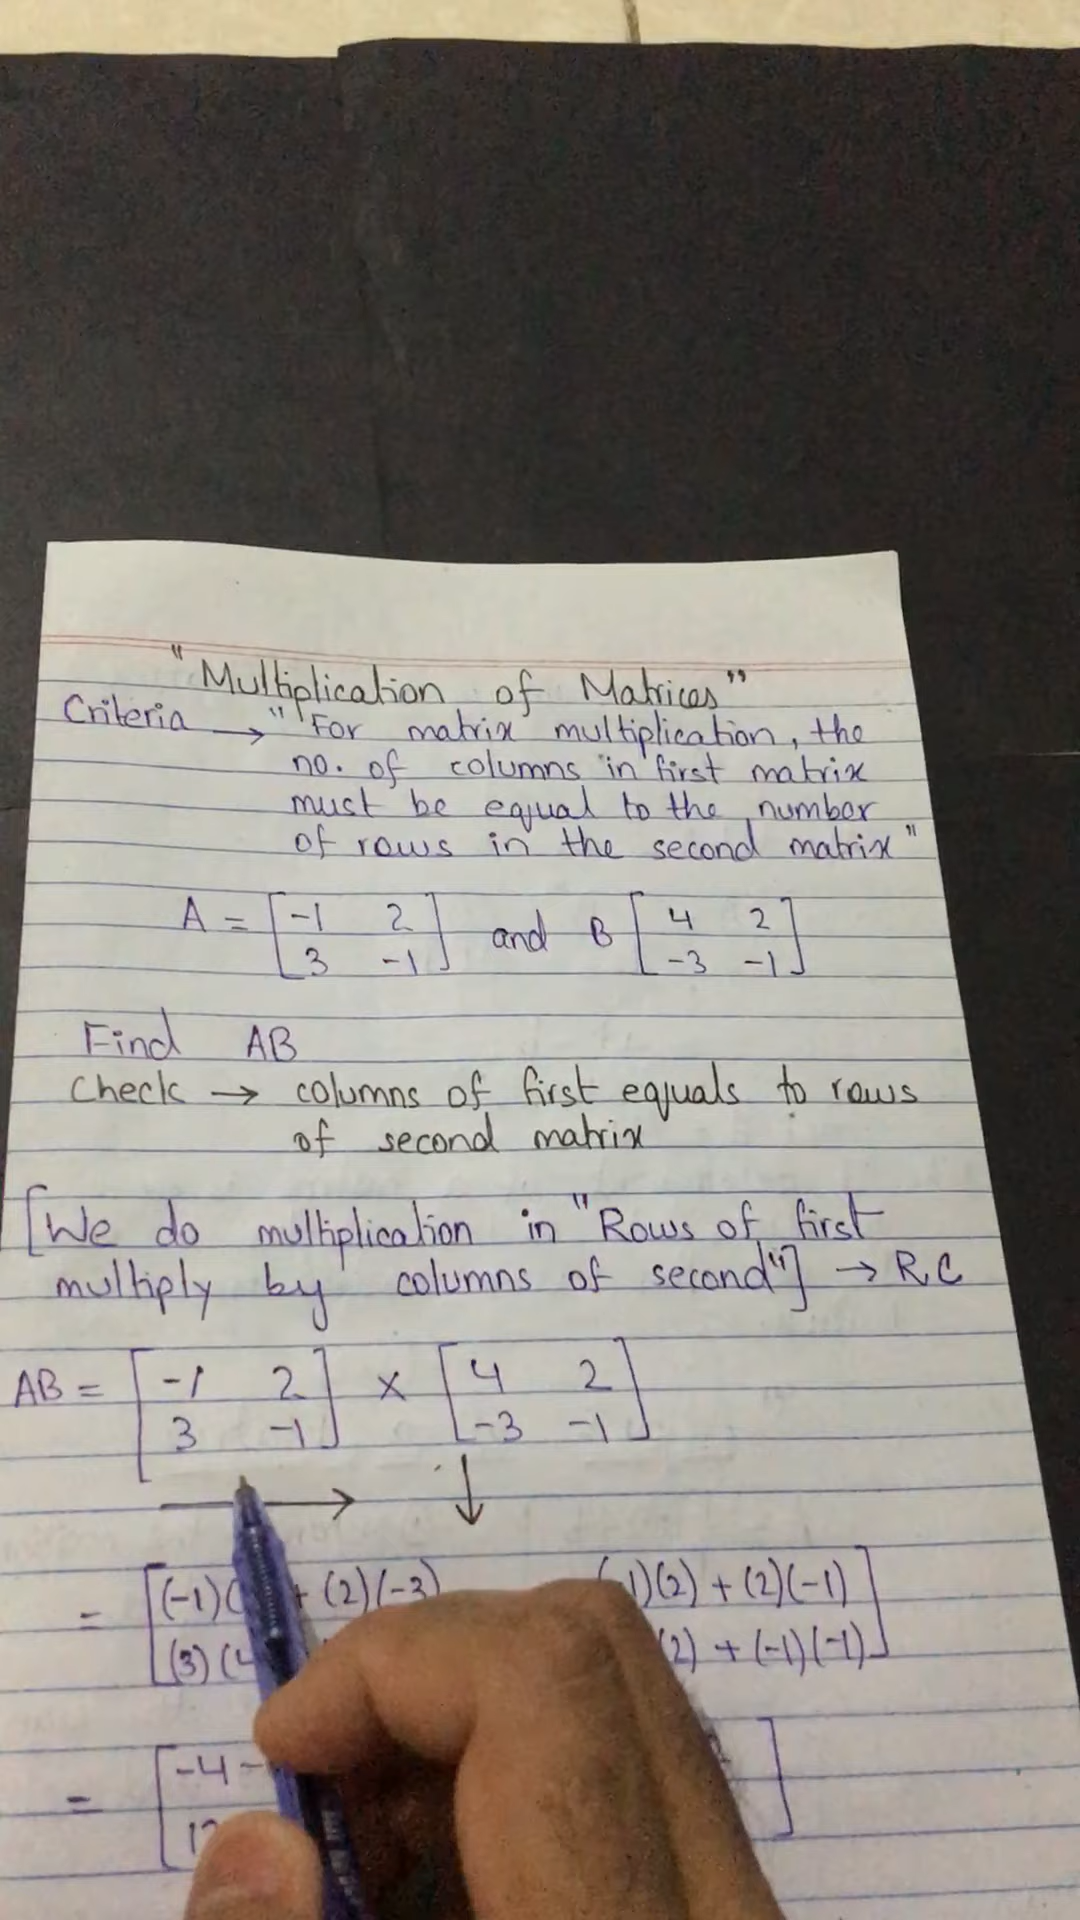 "Multiplication of Matrices"
Criteria → "For matrix multiplication, the
no. of columns in first matrix
must be equal to the number
of rows in the second matrix"
A = [-1 2 and B [4 2]
3 -1] -3 -1
Find AB
Check → columns of first equals to rows
of second matrix
[We do multiplication in "Rows of first
multiply by columns of second"] → RC
AB = [-1 2] × [4 2]
3 -1 -3 -1
→ ↓
= [(-1)( + (2)(-3) 1)(2) + (2)(-1)]
(3)( (2) + (-1)(-1)
= [-4 - ]